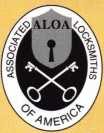 ALOA
ASSOCIATED LOCKSMITHS
OF AMERICA